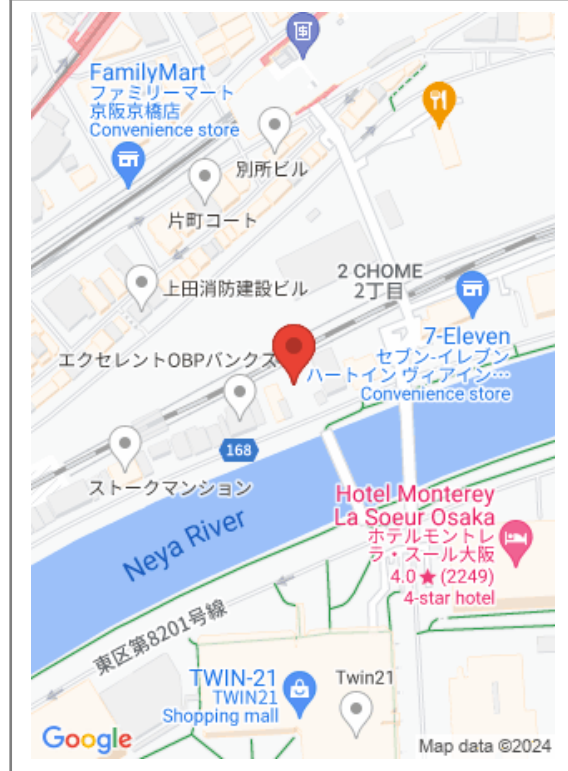 FamilyMart
ファミリーマート
京阪京橋店
Convenience store
別所ビル
片町コート
2 CHOME
2丁目
上田消防建設ビル
7-Eleven
セブン-イレブン
ハートイン ヴィアイン…
Convenience store
エクセレントOBPバンクス
168
ストークマンション
Neya River
Hotel Monterey
La Soeur Osaka
ホテルモントレ
ラ・スール大阪
4.0★(2249)
4-star hotel
東区第8201号線
TWIN-21
TWIN21
Shopping mall
Twin21
Google
Map data ©2024